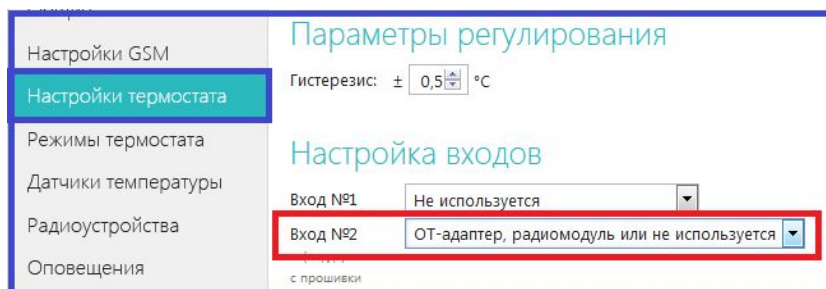 Настройки GSM
Настройки термостата
Режимы термостата
Датчики температуры
Радиоустройства
Оповещения
Параметры регулирования
Гистерезис: ± 0,5 °C
Настройка входов
Вход №1 Не используется
Вход №2 ОТ-адаптер, радиомодуль или не используется
с прошивки